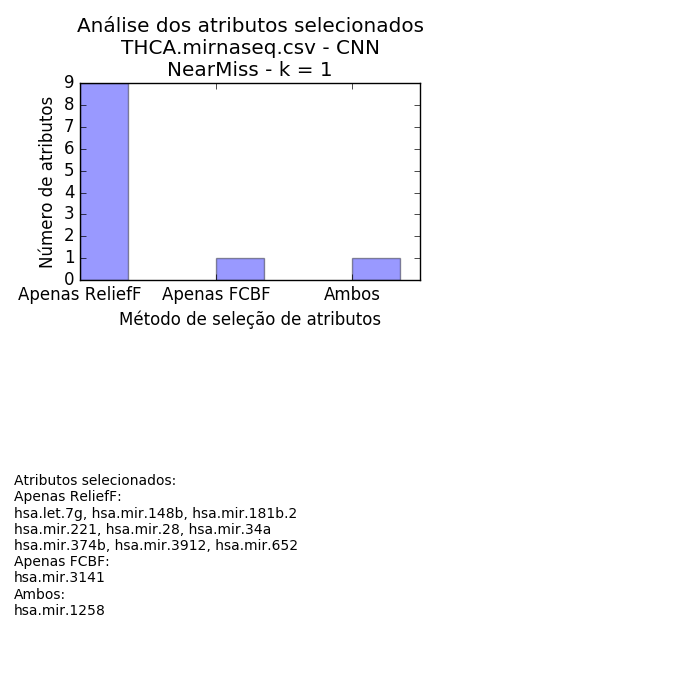 Análise dos atributos selecionados
THCA.mirnaseq.csv - CNN
NearMiss - k = 1
9
8
7
6
5
4
3
2
1
0
Número de atributos
Apenas ReliefF Apenas FCBF Ambos
Método de seleção de atributos
Atributos selecionados:
Apenas ReliefF:
hsa.let.7g, hsa.mir.148b, hsa.mir.181b.2
hsa.mir.221, hsa.mir.28, hsa.mir.34a
hsa.mir.374b, hsa.mir.3912, hsa.mir.652
Apenas FCBF:
hsa.mir.3141
Ambos:
hsa.mir.1258